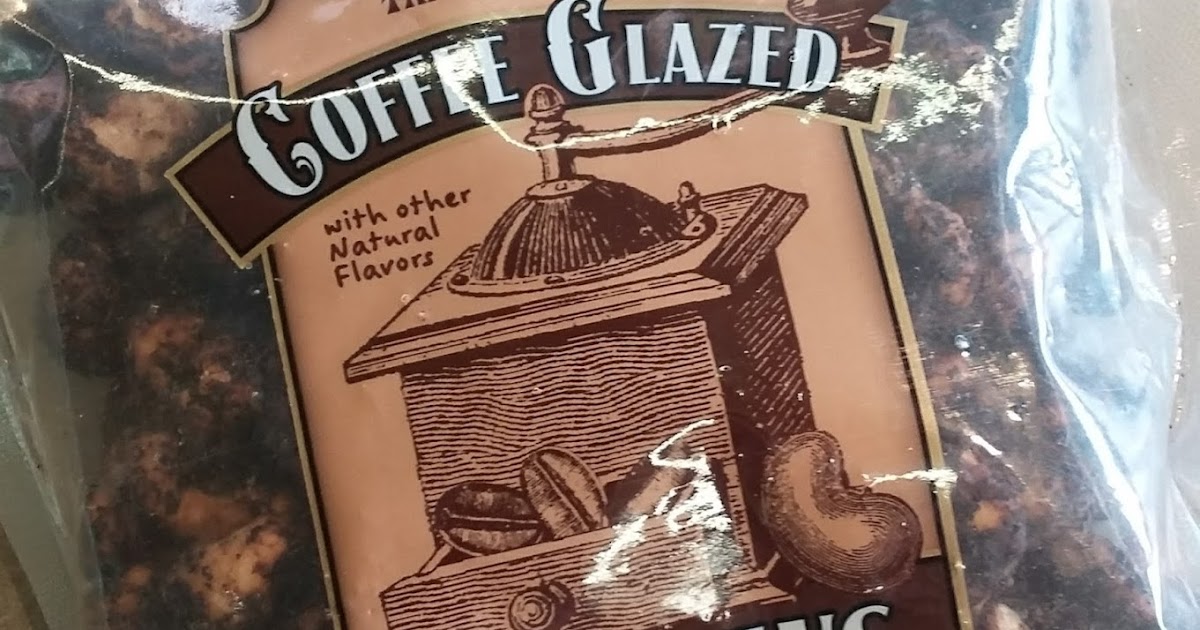 Coffee Glazed
with other
Natural
Flavors